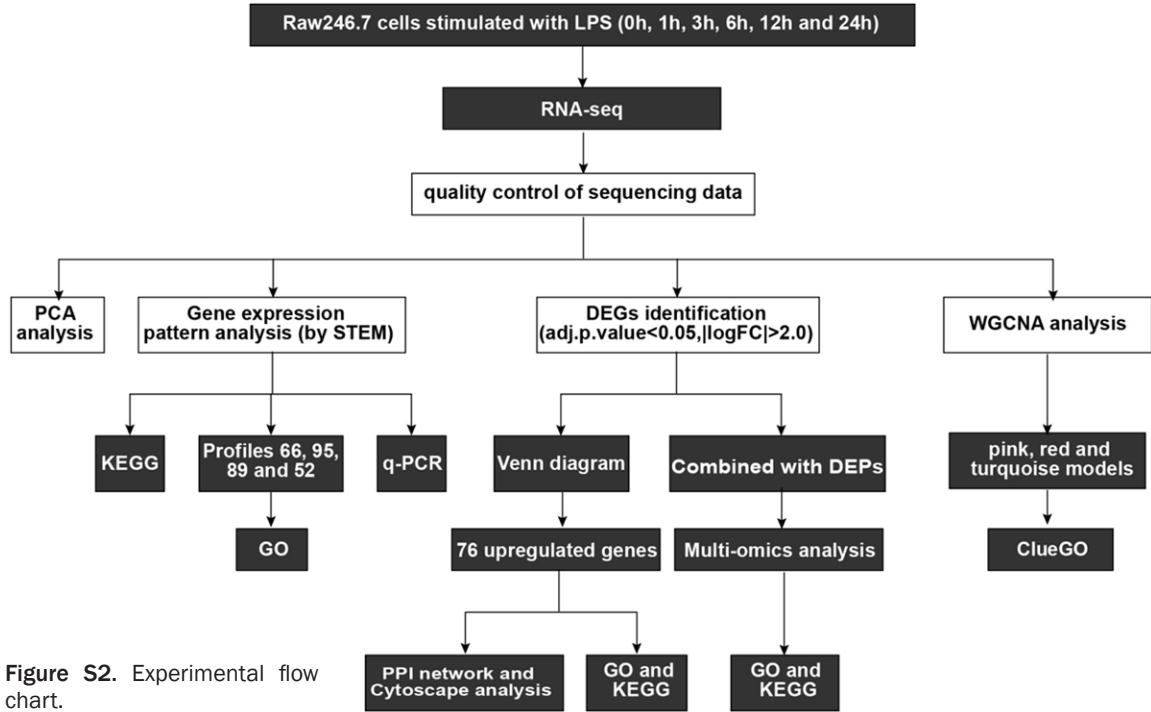 Raw246.7 cells stimulated with LPS (0h, 1h, 3h, 6h, 12h and 24h)
RNA-seq
quality control of sequencing data
PCA
analysis
Gene expression
pattern analysis (by STEM)
DEGs identification
(adj.p.value<0.05,|logFC|>2.0)
WGCNA analysis
KEGG
Profiles 66, 95,
89 and 52
q-PCR
Venn diagram
Combined with DEPs
pink, red and
turquoise models
GO
76 upregulated genes
Multi-omics analysis
ClueGO
PPI network and
Cytoscape analysis
GO and
KEGG
GO and
KEGG
Figure S2. Experimental flow
chart.